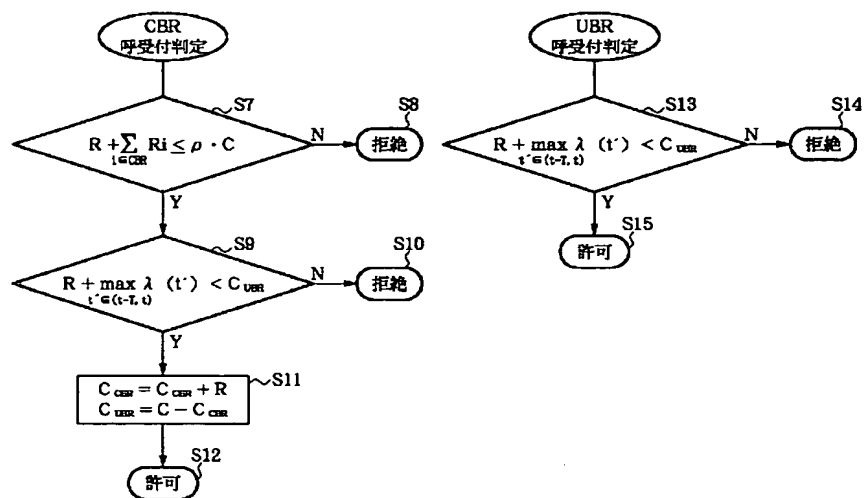 CBR
呼受付判定
S7
R + Σ Ri ≤ ρ・C
i∈CBR
N
S8
拒絶
Y
S9
R + max λ (t´) < C_UBR
t´∈(t-T, t)
N
S10
拒絶
Y
S11
C_CBR = C_CBR + R
C_UBR = C - C_CBR
S12
許可
UBR
呼受付判定
S13
R + max λ (t´) < C_UBR
t´∈(t-T, t)
N
S14
拒絶
Y
S15
許可